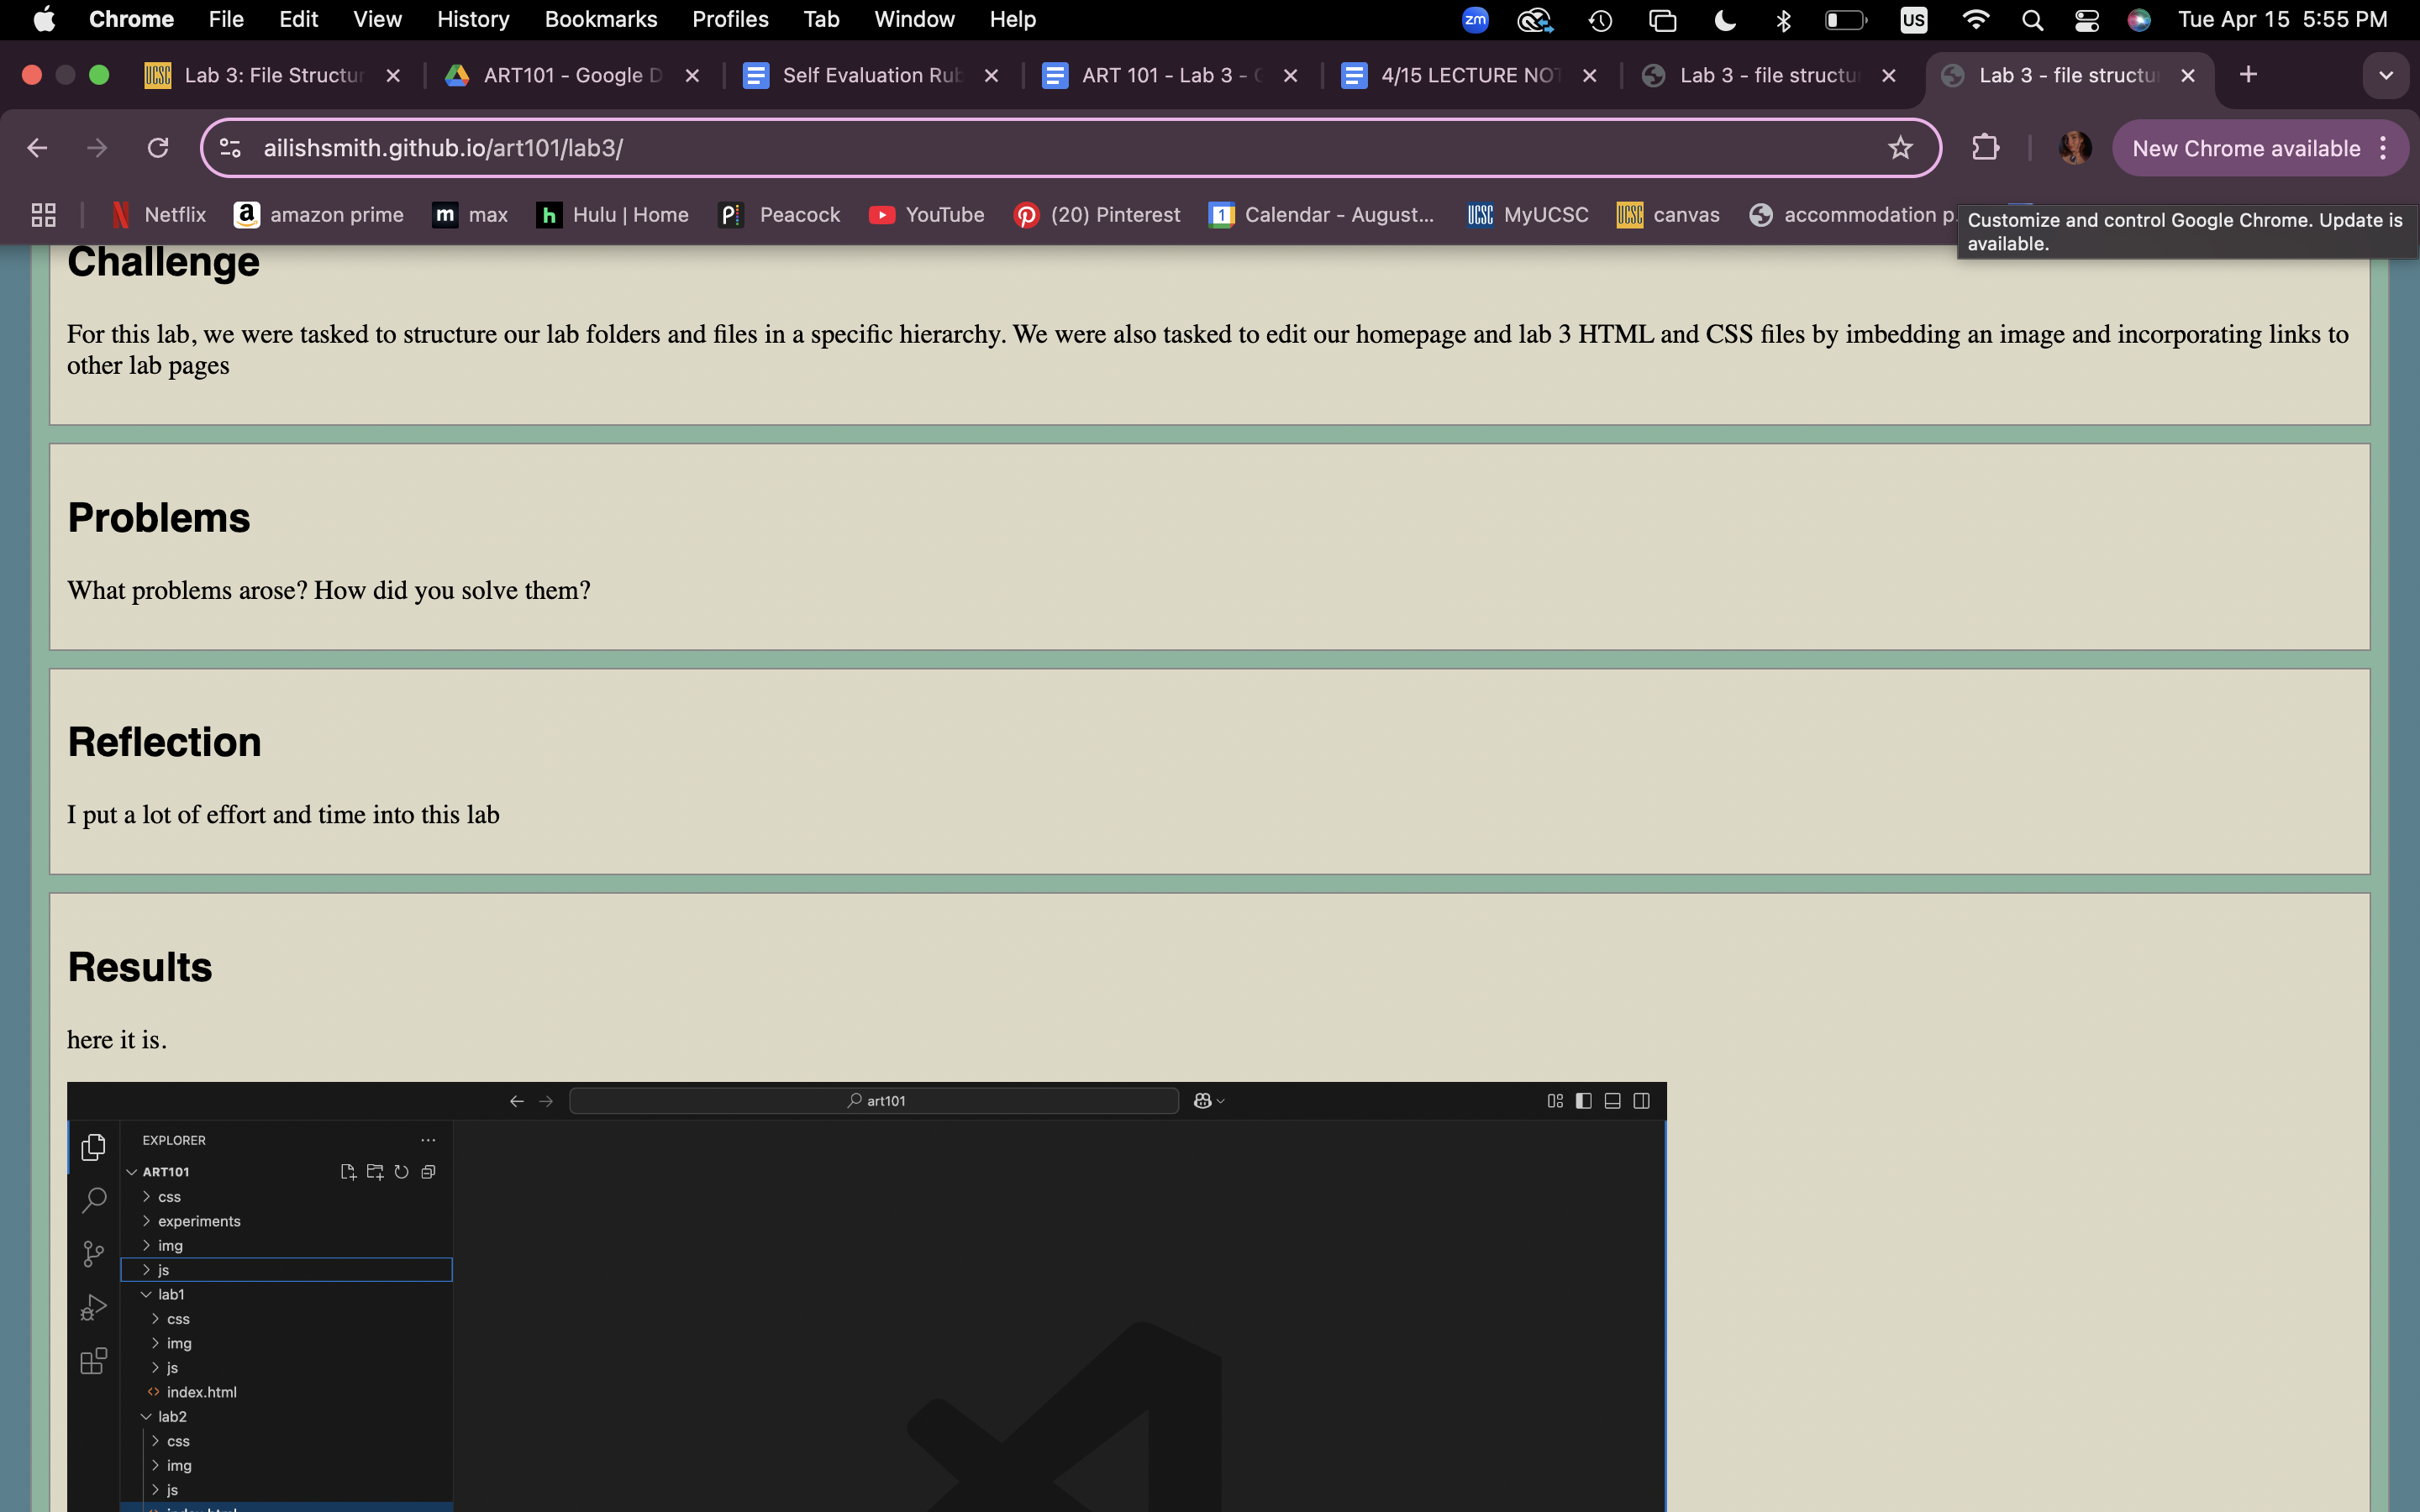 Chrome File Edit View History Bookmarks Profiles Tab Window Help zm US Tue Apr 15 5:55 PM
UCSC Lab 3: File Structur ART101 - Google D Self Evaluation Rub ART 101 - Lab 3 - 4/15 LECTURE NOT Lab 3 - file structu Lab 3 - file structu
ailishsmith.github.io/art101/lab3/ New Chrome available
Netflix amazon prime m max h Hulu | Home Peacock YouTube (20) Pinterest 1 Calendar - August... UCSC MyUCSC UCSC canvas accommodation p
Customize and control Google Chrome. Update is
available.
Challenge
For this lab, we were tasked to structure our lab folders and files in a specific hierarchy. We were also tasked to edit our homepage and lab 3 HTML and CSS files by imbedding an image and incorporating links to
other lab pages
Problems
What problems arose? How did you solve them?
Reflection
I put a lot of effort and time into this lab
Results
here it is.
art101
EXPLORER
ART101
css
experiments
img
js
lab1
css
img
js
index.html
lab2
css
img
js